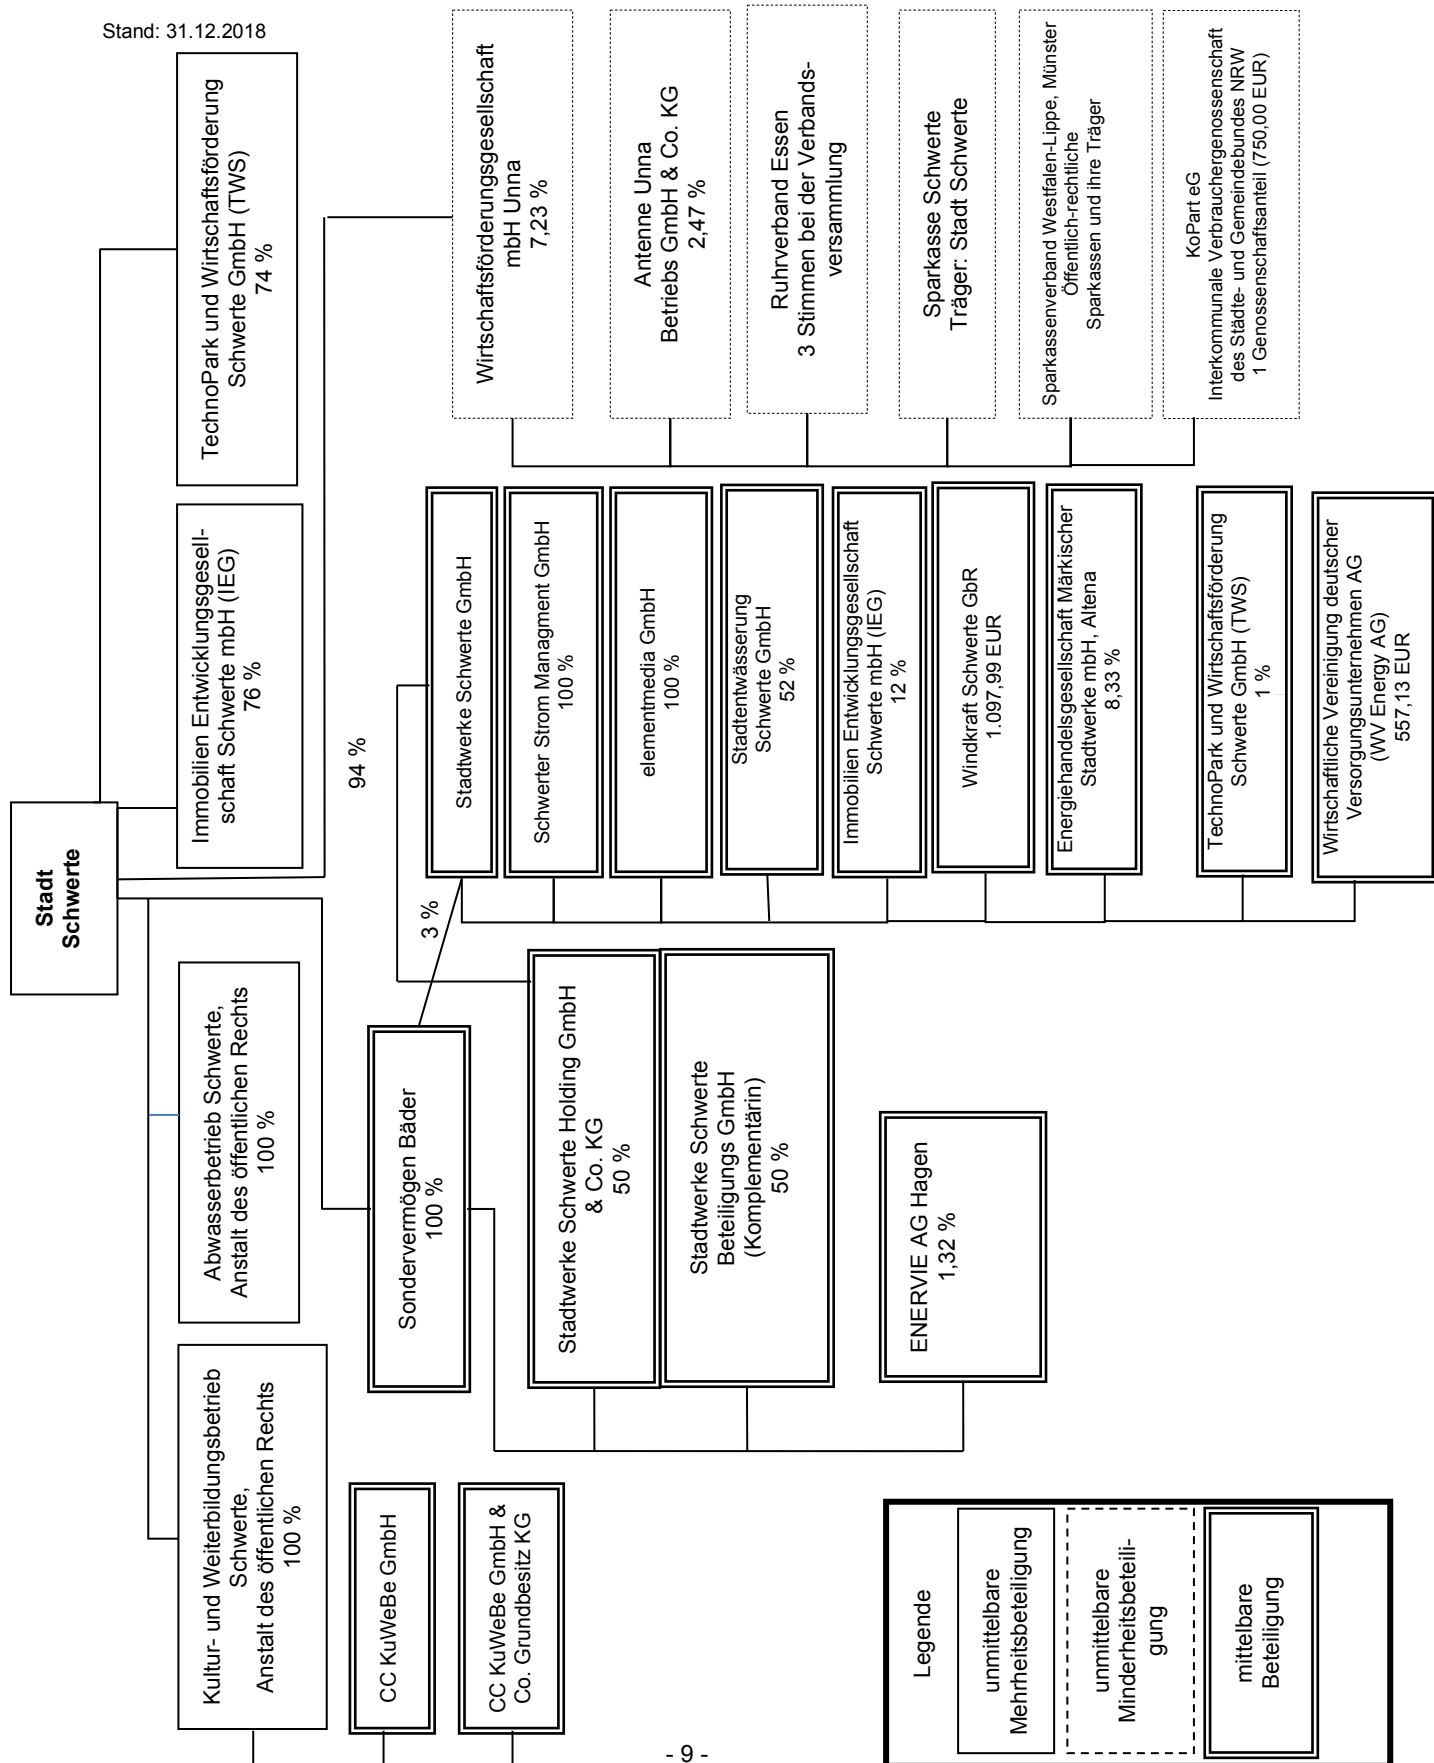 Stand: 31.12.2018
Stadt
Schwerte
Kultur- und Weiterbildungsbetrieb
Schwerte,
Anstalt des öffentlichen Rechts
100 %
Abwasserbetrieb Schwerte,
Anstalt des öffentlichen Rechts
100 %
Immobilien Entwicklungsgesell-
schaft Schwerte mbH (IEG)
76 %
TechnoPark und Wirtschaftsförderung
Schwerte GmbH (TWS)
74 %
CC KuWeBe GmbH
CC KuWeBe GmbH &
Co. Grundbesitz KG
Sondervermögen Bäder
100 %
94 %
3 %
Stadtwerke Schwerte Holding GmbH
& Co. KG
50 %
Stadtwerke Schwerte
Beteiligungs GmbH
(Komplementärin)
50 %
ENERVIE AG Hagen
1,32 %
Stadtwerke Schwerte GmbH
Schwerter Strom Managment GmbH
100 %
elementmedia GmbH
100 %
Stadtentwässerung
Schwerte GmbH
52 %
Immobilien Entwicklungsgesellschaft
Schwerte mbH (IEG)
12 %
Windkraft Schwerte GbR
1.097,99 EUR
Energiehandelsgesellschaft Märkischer
Stadtwerke mbH, Altena
8,33 %
TechnoPark und Wirtschaftsförderung
Schwerte GmbH (TWS)
1 %
Wirtschaftliche Vereinigung deutscher
Versorgungsunternehmen AG
(WV Energy AG)
557,13 EUR
Wirtschaftsförderungsgesellschaft
mbH Unna
7,23 %
Antenne Unna
Betriebs GmbH & Co. KG
2,47 %
Ruhrverband Essen
3 Stimmen bei der Verbands-
versammlung
Sparkasse Schwerte
Träger: Stadt Schwerte
Sparkassenverband Westfalen-Lippe, Münster
Öffentlich-rechtliche
Sparkassen und ihre Träger
KoPart eG
Interkommunale Verbrauchergenossenschaft
des Städte- und Gemeindebundes NRW
1 Genossenschaftsanteil (750,00 EUR)
Legende
unmittelbare
Mehrheitsbeteiligung
unmittelbare
Minderheitsbeteili-
gung
mittelbare
Beteiligung
- 9 -